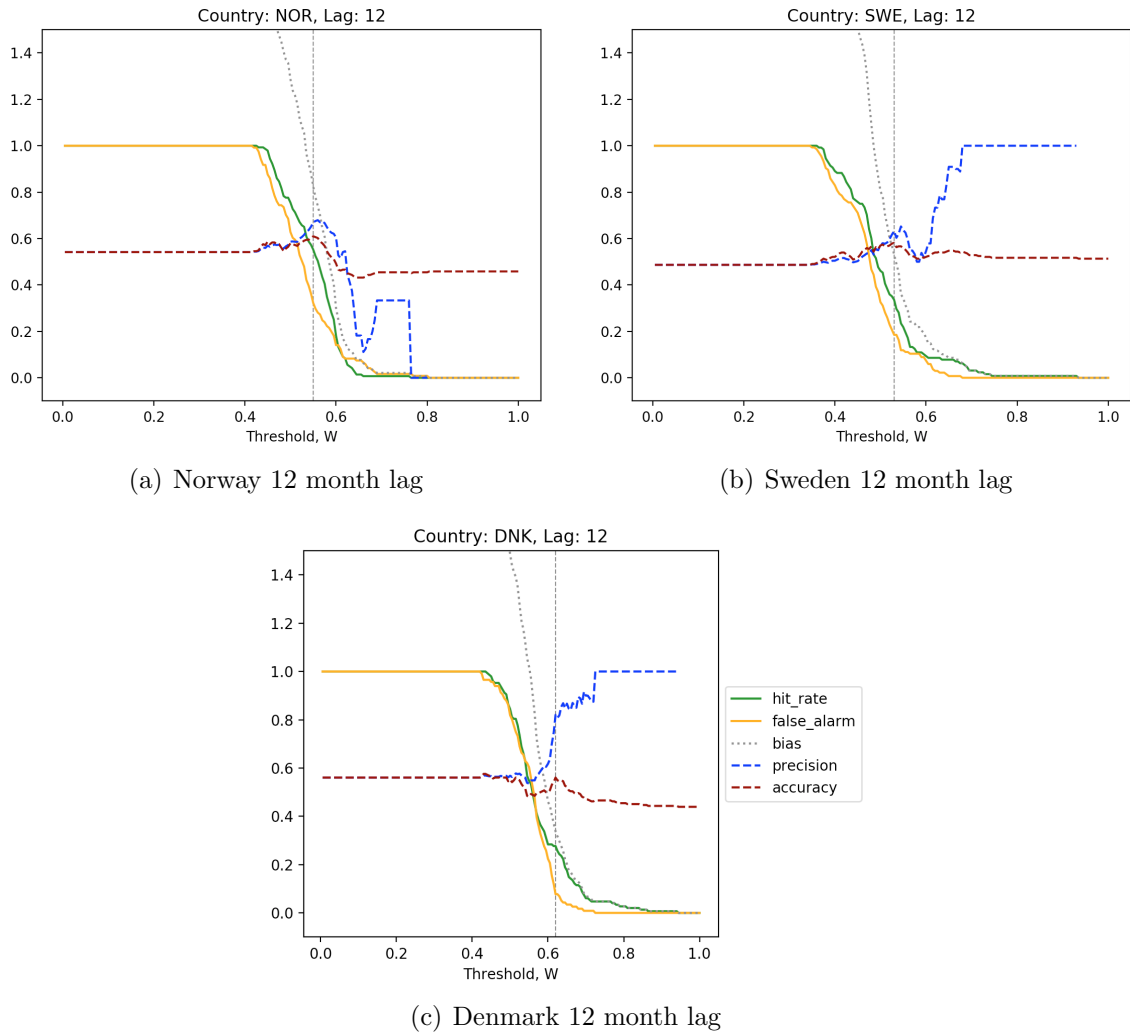 Country: NOR, Lag: 12
1.4
1.2
1.0
0.8
0.6
0.4
0.2
0.0
0.0 0.2 0.4 0.6 0.8 1.0
Threshold, W
(a) Norway 12 month lag
Country: SWE, Lag: 12
1.4
1.2
1.0
0.8
0.6
0.4
0.2
0.0
0.0 0.2 0.4 0.6 0.8 1.0
Threshold, W
(b) Sweden 12 month lag
Country: DNK, Lag: 12
1.4
1.2
1.0
0.8
0.6
0.4
0.2
0.0
0.0 0.2 0.4 0.6 0.8 1.0
Threshold, W
hit_rate
false_alarm
bias
precision
accuracy
(c) Denmark 12 month lag